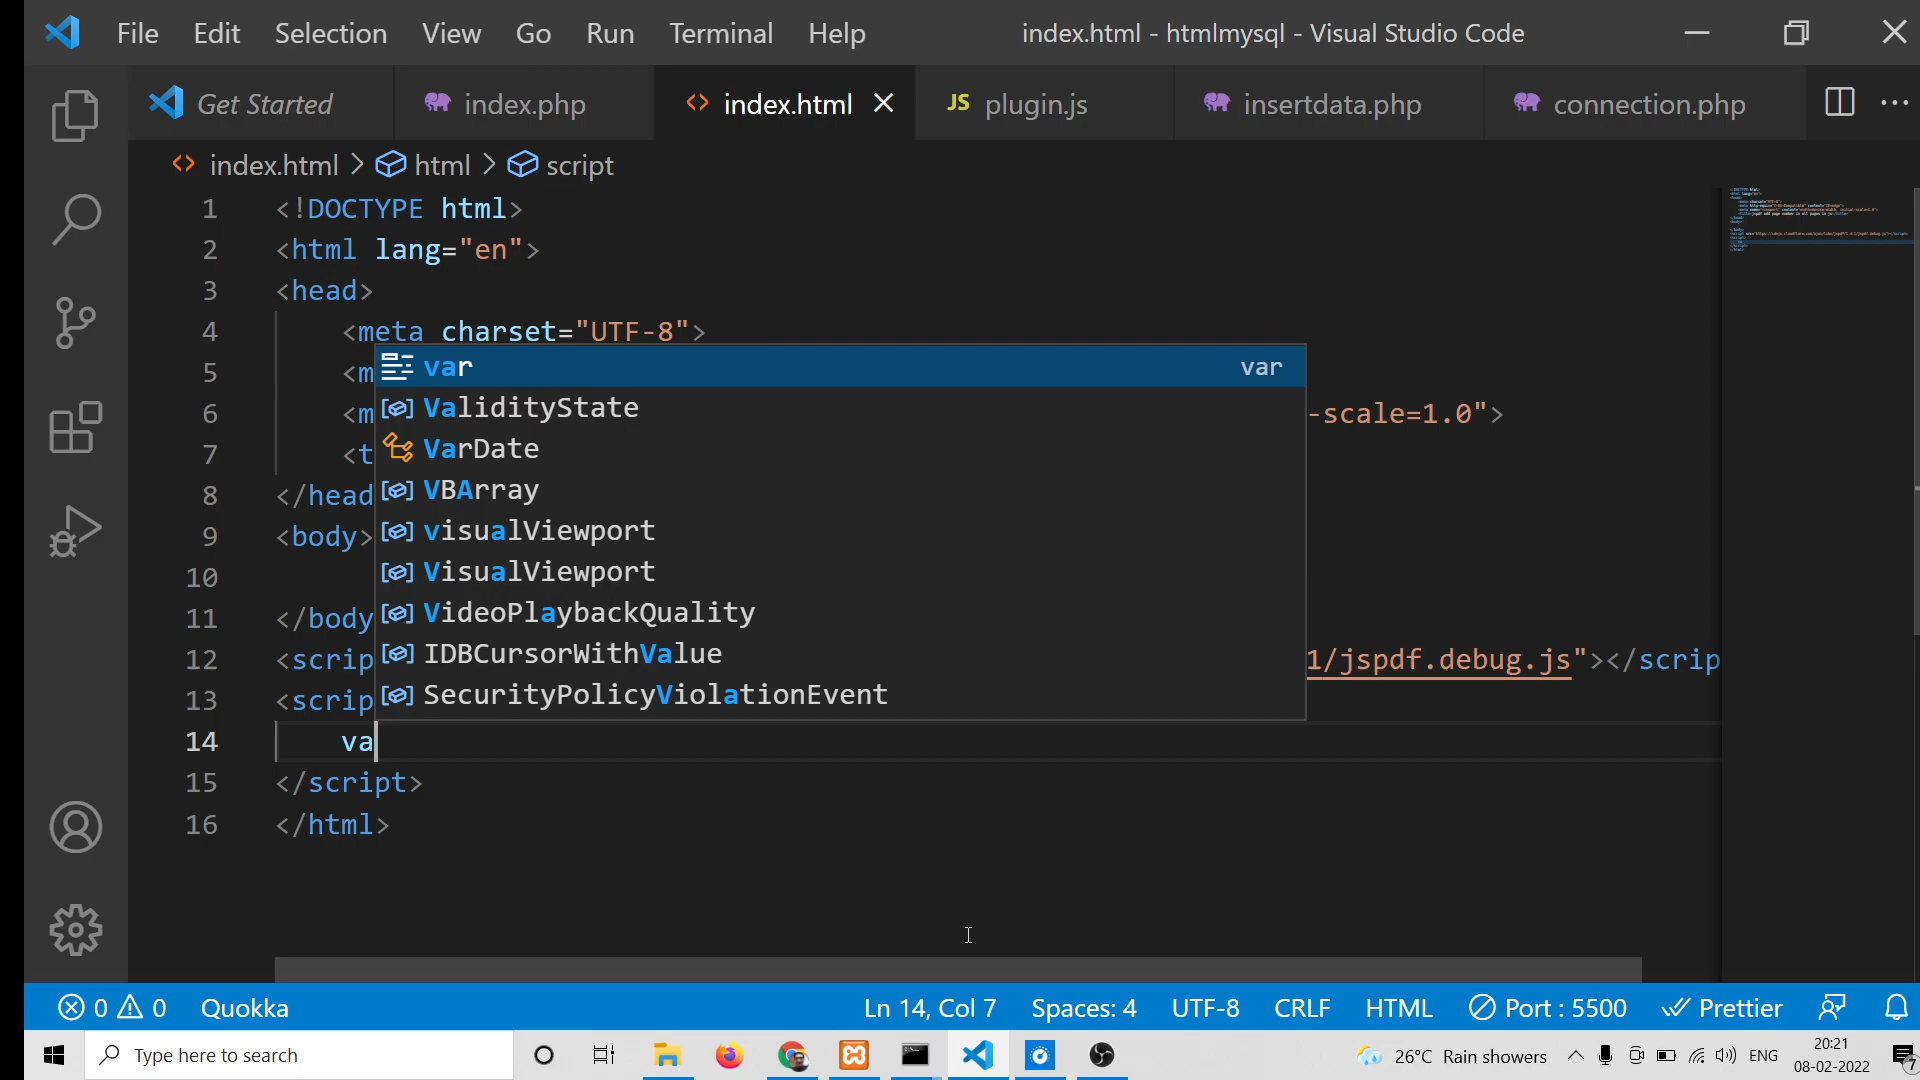 File Edit Selection View Go Run Terminal Help index.html - htmlmysql - Visual Studio Code
Get Started index.php index.html JS plugin.js insertdata.php connection.php
index.html html script
1 <!DOCTYPE html>
2 <html lang="en">
3 <head>
4 <meta charset="UTF-8">
var var
5 <m
ValidityState
6 <m -scale=1.0">
VarDate
7 <t
VBArray
8 </head
visualViewport
9 <body>
VisualViewport
10
VideoPlaybackQuality
11 </body
IDBCursorWithValue
12 <scrip 1/jspdf.debug.js"></scrip
SecurityPolicyViolationEvent
13 <scrip
14 va
15 </script>
16 </html>
0 0 Quokka Ln 14, Col 7 Spaces: 4 UTF-8 CRLF HTML Port : 5500 Prettier
Type here to search 26°C Rain showers ENG 20:21
08-02-2022 7